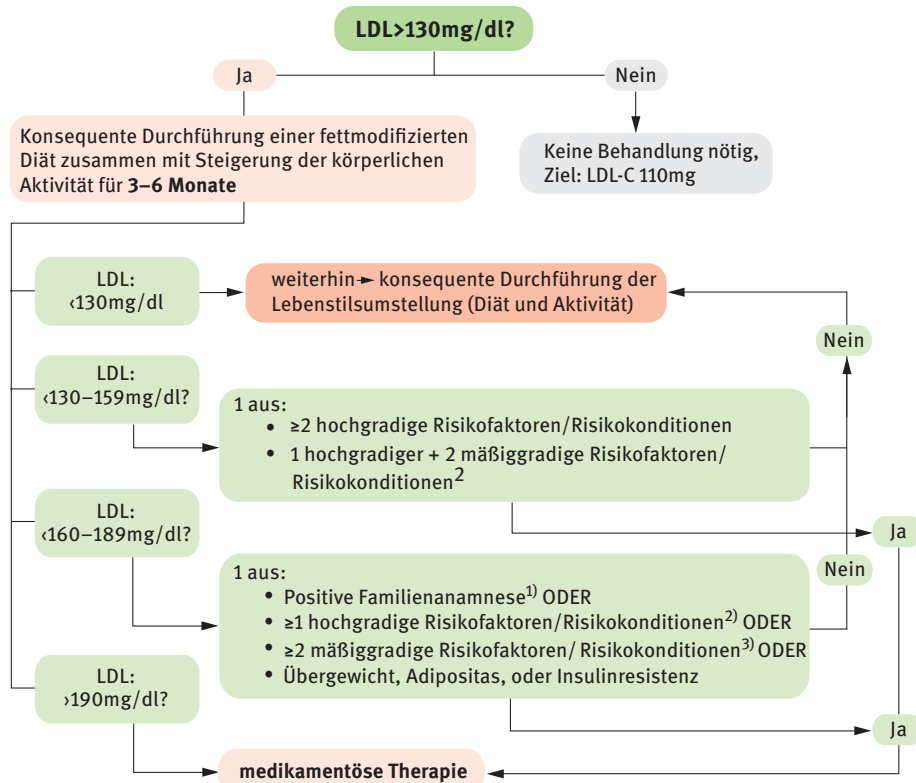 LDL>130mg/dl?
Ja
Nein
Konsequente Durchführung einer fettmodifizierten
Diät zusammen mit Steigerung der körperlichen
Aktivität für 3–6 Monate
Keine Behandlung nötig,
Ziel: LDL-C 110mg
LDL:
<130mg/dl
weiterhin→ konsequente Durchführung der
Lebenstilsumstellung (Diät und Aktivität)
Nein
LDL:
<130–159mg/dl?
1 aus:
• ≥2 hochgradige Risikofaktoren/Risikokonditionen
• 1 hochgradiger + 2 mäßiggradige Risikofaktoren/
Risikokonditionen2
LDL:
<160–189mg/dl?
Ja
Nein
1 aus:
• Positive Familienanamnese1) ODER
• ≥1 hochgradige Risikofaktoren/Risikokonditionen2) ODER
• ≥2 mäßiggradige Risikofaktoren/ Risikokonditionen3) ODER
• Übergewicht, Adipositas, oder Insulinresistenz
LDL:
>190mg/dl?
Ja
medikamentöse Therapie